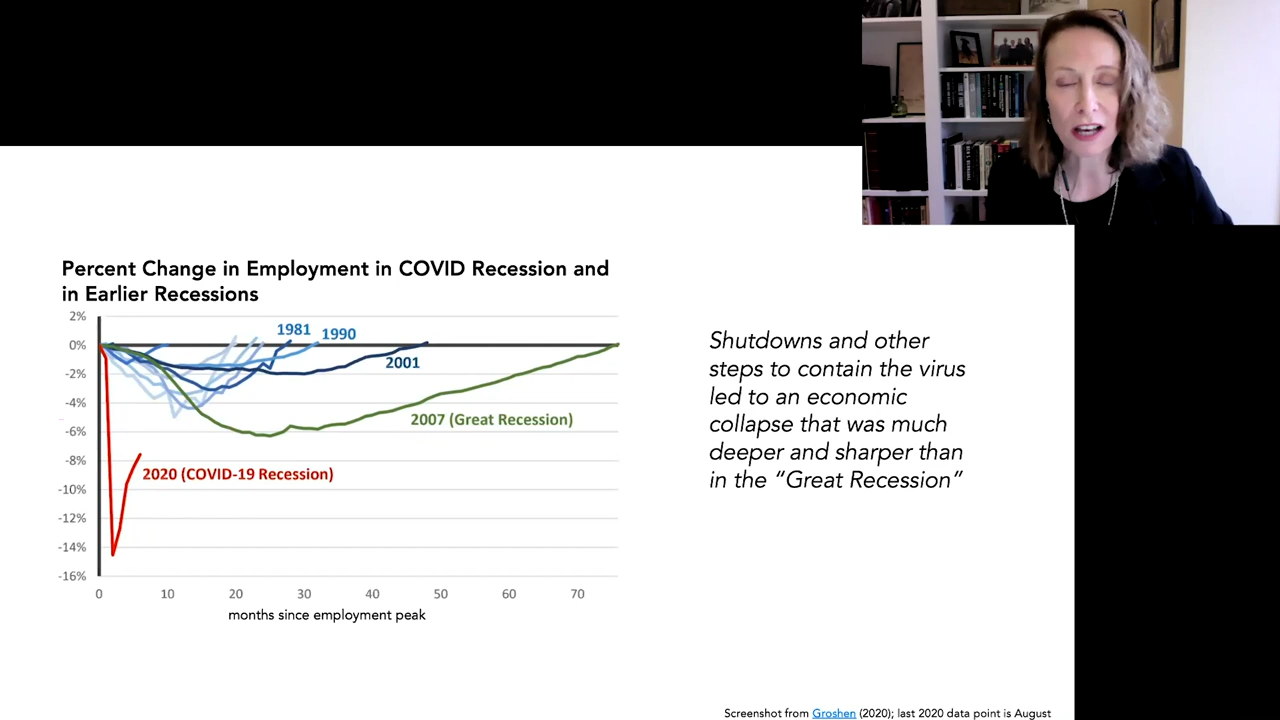 Percent Change in Employment in COVID Recession and
in Earlier Recessions
2%
0%
-2%
-4%
-6%
-8%
-10%
-12%
-14%
-16%
1981
1990
2001
2007 (Great Recession)
2020 (COVID-19 Recession)
0 10 20 30 40 50 60 70
months since employment peak
Shutdowns and other
steps to contain the virus
led to an economic
collapse that was much
deeper and sharper than
in the “Great Recession”
Screenshot from Groshen (2020); last 2020 data point is August